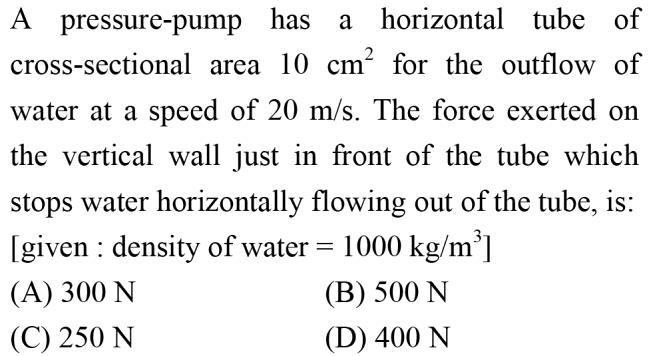 A pressure-pump has a horizontal tube of
cross-sectional area 10 cm² for the outflow of
water at a speed of 20 m/s. The force exerted on
the vertical wall just in front of the tube which
stops water horizontally flowing out of the tube, is:
[given : density of water = 1000 kg/m³]
(A) 300 N (B) 500 N
(C) 250 N (D) 400 N